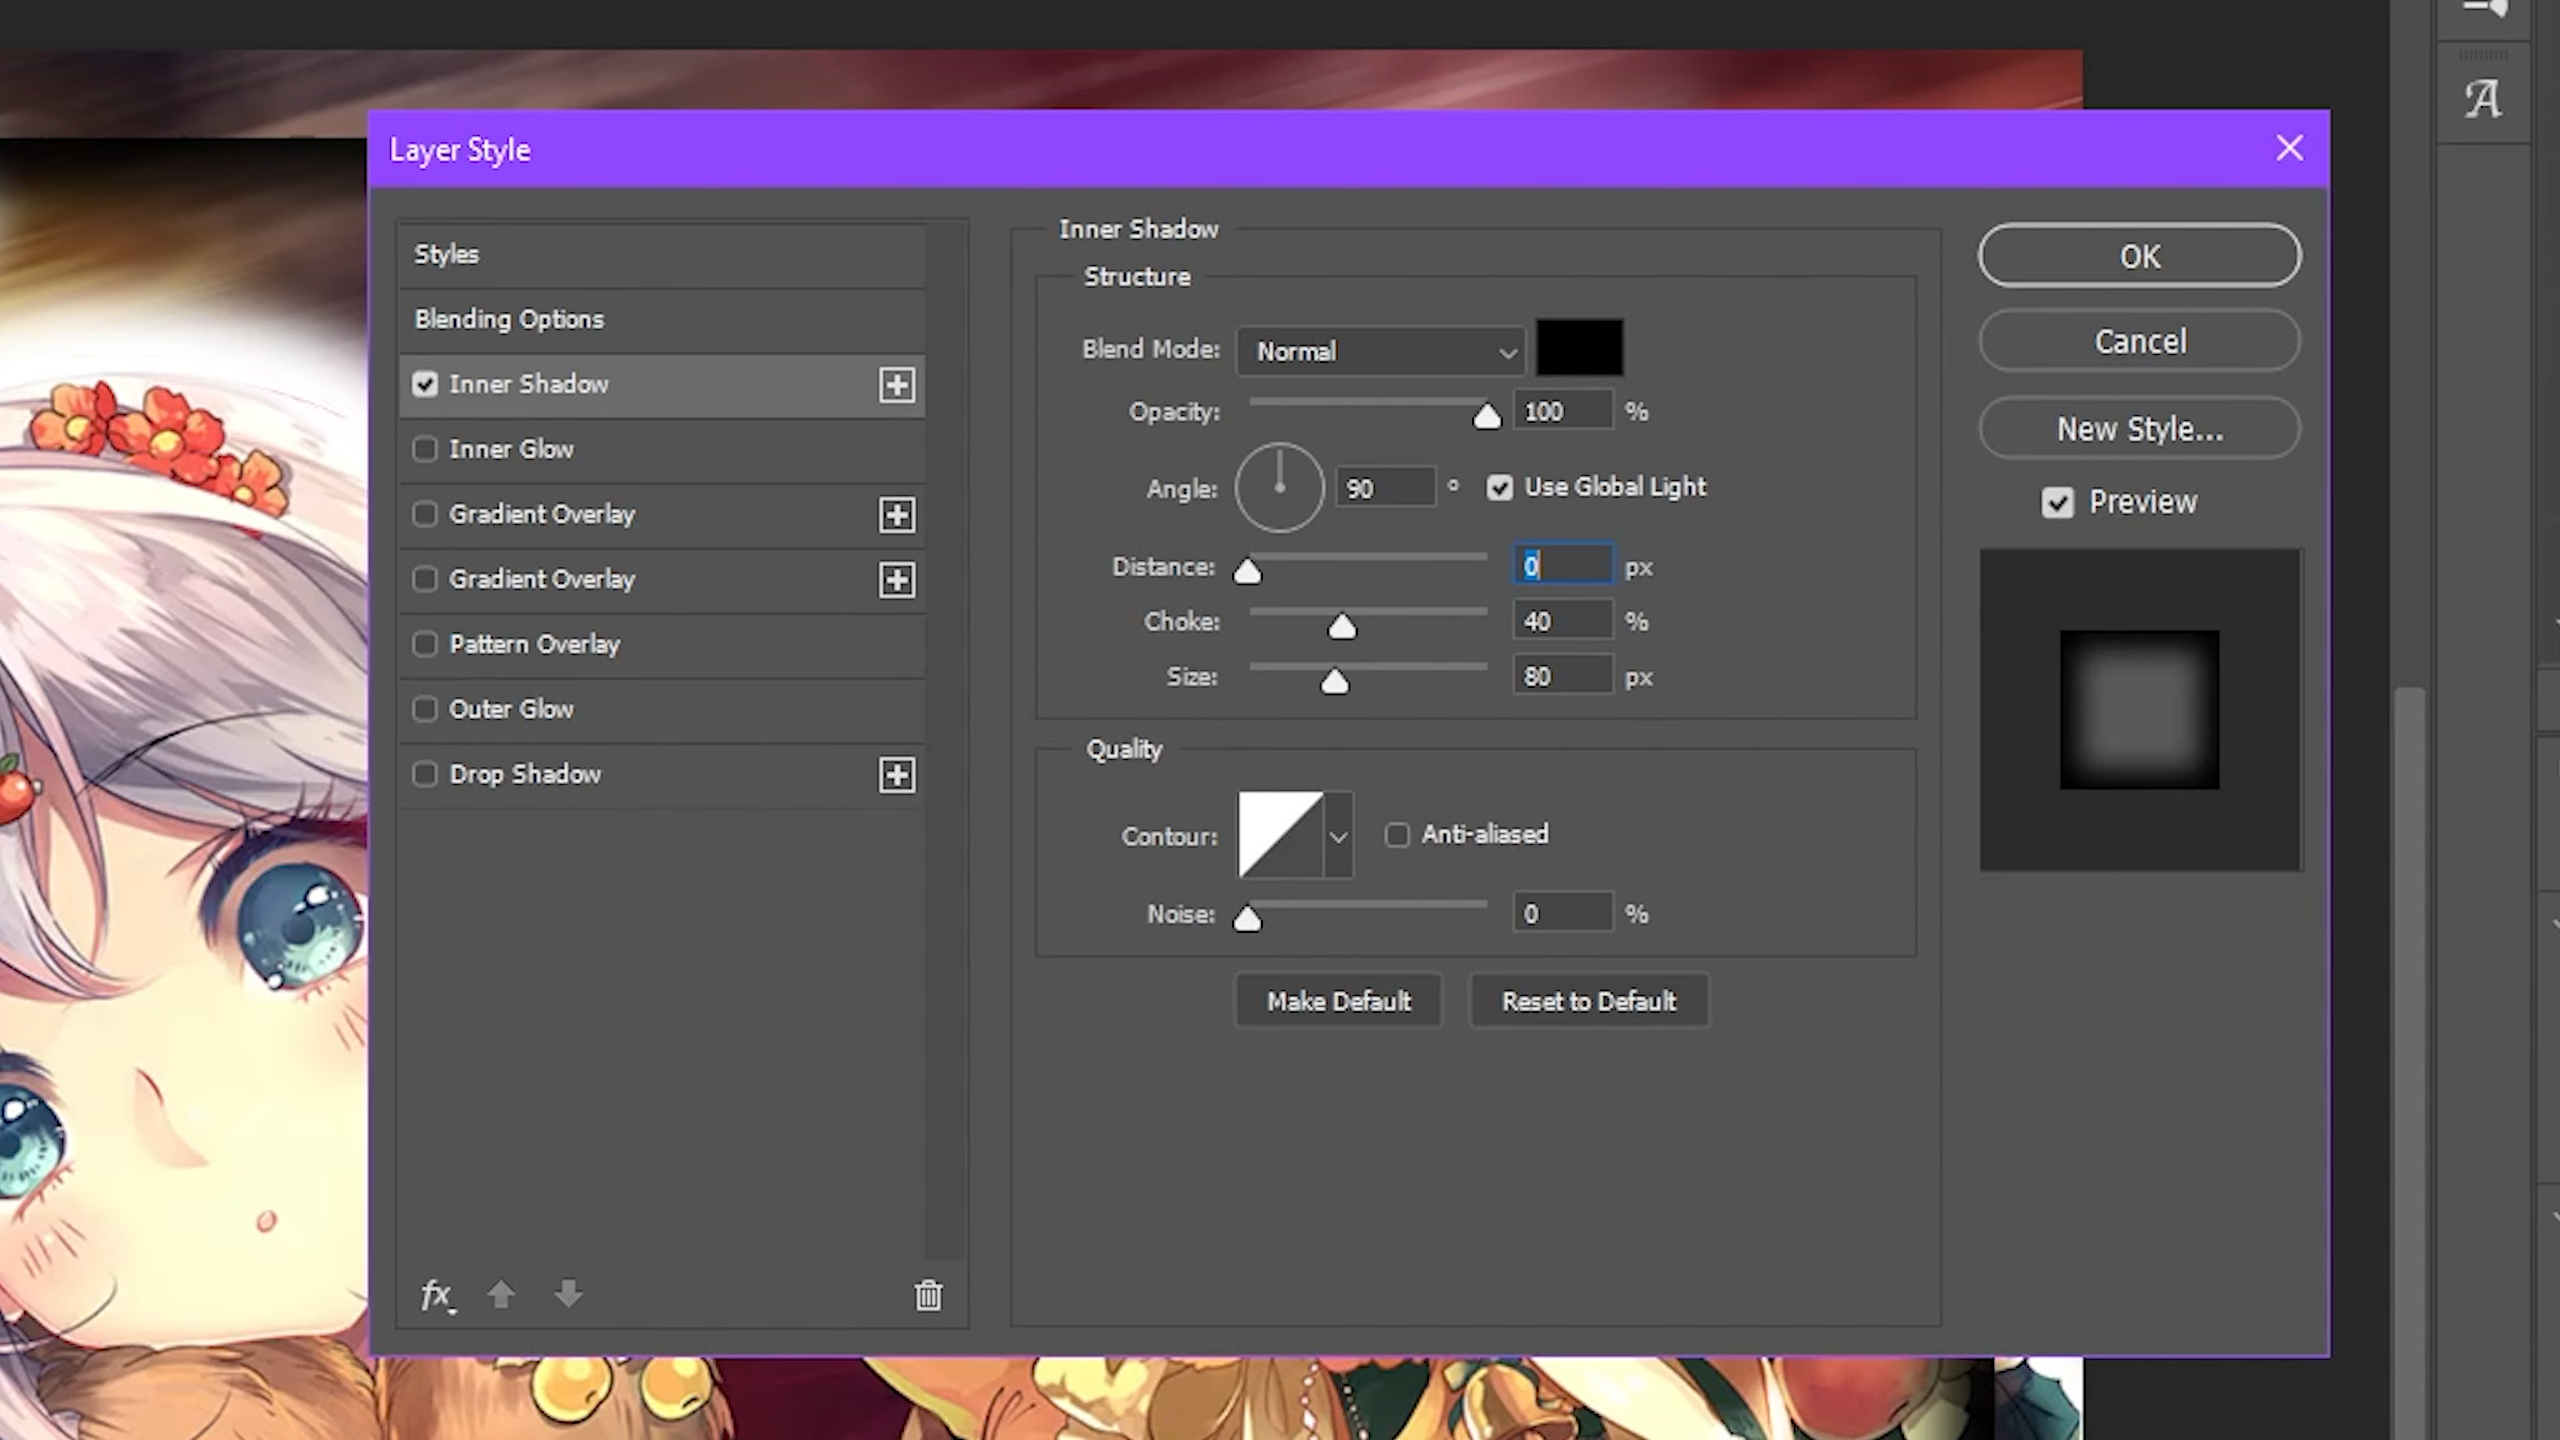 Layer Style
Styles
Blending Options
Inner Shadow
Inner Glow
Gradient Overlay
Gradient Overlay
Pattern Overlay
Outer Glow
Drop Shadow
fx
Inner Shadow
Structure
Blend Mode: Normal
Opacity: 100 %
Angle: 90 ° Use Global Light
Distance: 0 px
Choke: 40 %
Size: 80 px
Quality
Contour: Anti-aliased
Noise: 0 %
Make Default Reset to Default
OK
Cancel
New Style...
Preview
A